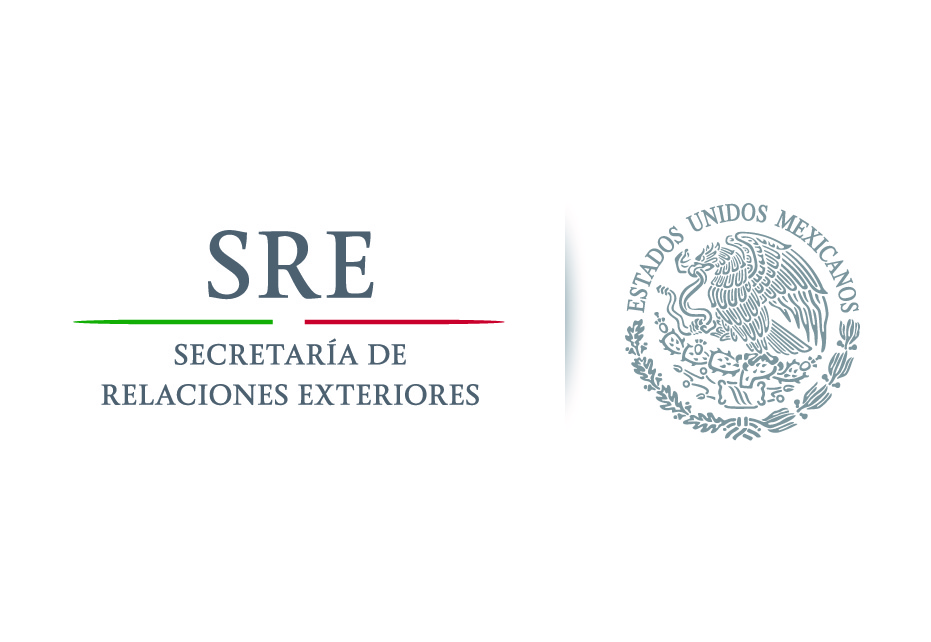 SRE
SECRETARÍA DE
RELACIONES EXTERIORES
ESTADOS UNIDOS MEXICANOS